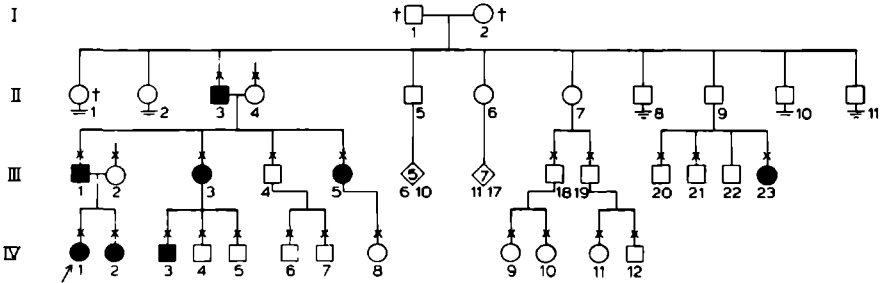 I † 1 2 †
II † 1 2 3 4 5 6 7 8 9 10 11
III 1 2 3 4 5 5 6 10 7 11 17 18 19 20 21 22 23
IV 1 2 3 4 5 6 7 8 9 10 11 12